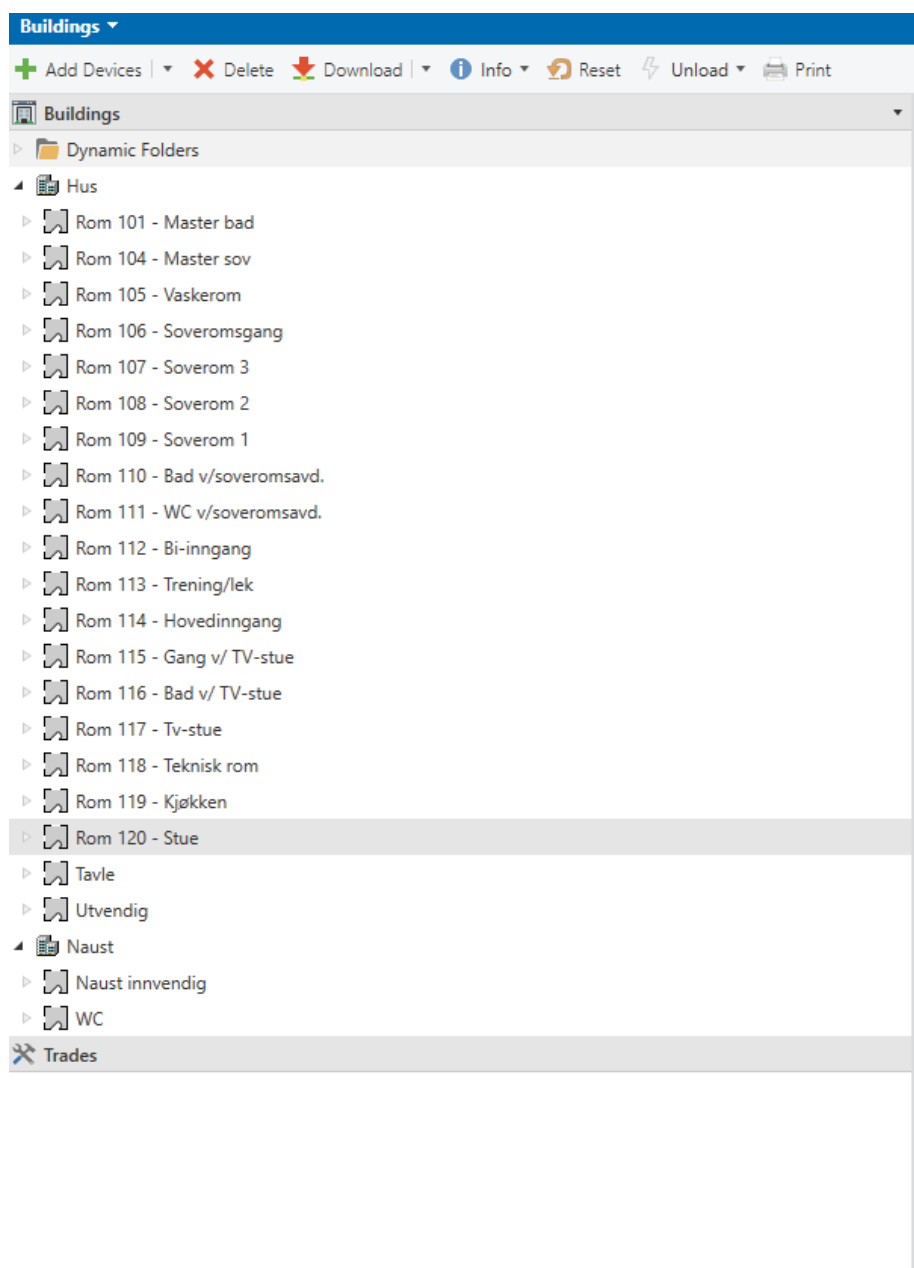 Buildings
Add Devices Delete Download Info Reset Unload Print
Buildings
Dynamic Folders
Hus
Rom 101 - Master bad
Rom 104 - Master sov
Rom 105 - Vaskerom
Rom 106 - Soveromsgang
Rom 107 - Soverom 3
Rom 108 - Soverom 2
Rom 109 - Soverom 1
Rom 110 - Bad v/soveromsavd.
Rom 111 - WC v/soveromsavd.
Rom 112 - Bi-inngang
Rom 113 - Trening/lek
Rom 114 - Hovedinngang
Rom 115 - Gang v/ TV-stue
Rom 116 - Bad v/ TV-stue
Rom 117 - Tv-stue
Rom 118 - Teknisk rom
Rom 119 - Kjøkken
Rom 120 - Stue
Tavle
Utvendig
Naust
Naust innvendig
WC
Trades